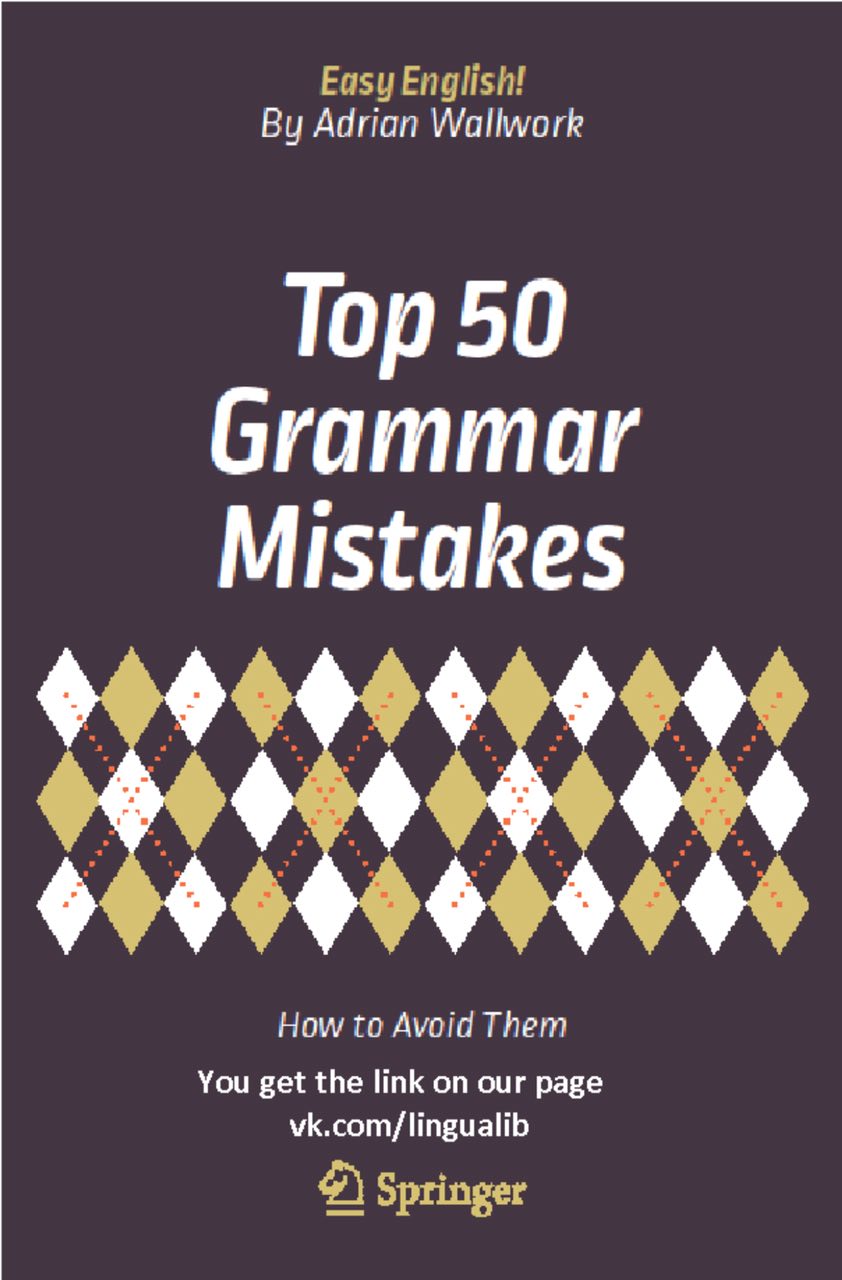 Easy English!
By Adrian Wallwork
Top 50
Grammar
Mistakes
How to Avoid Them
You get the link on our page
vk.com/lingualib
Springer